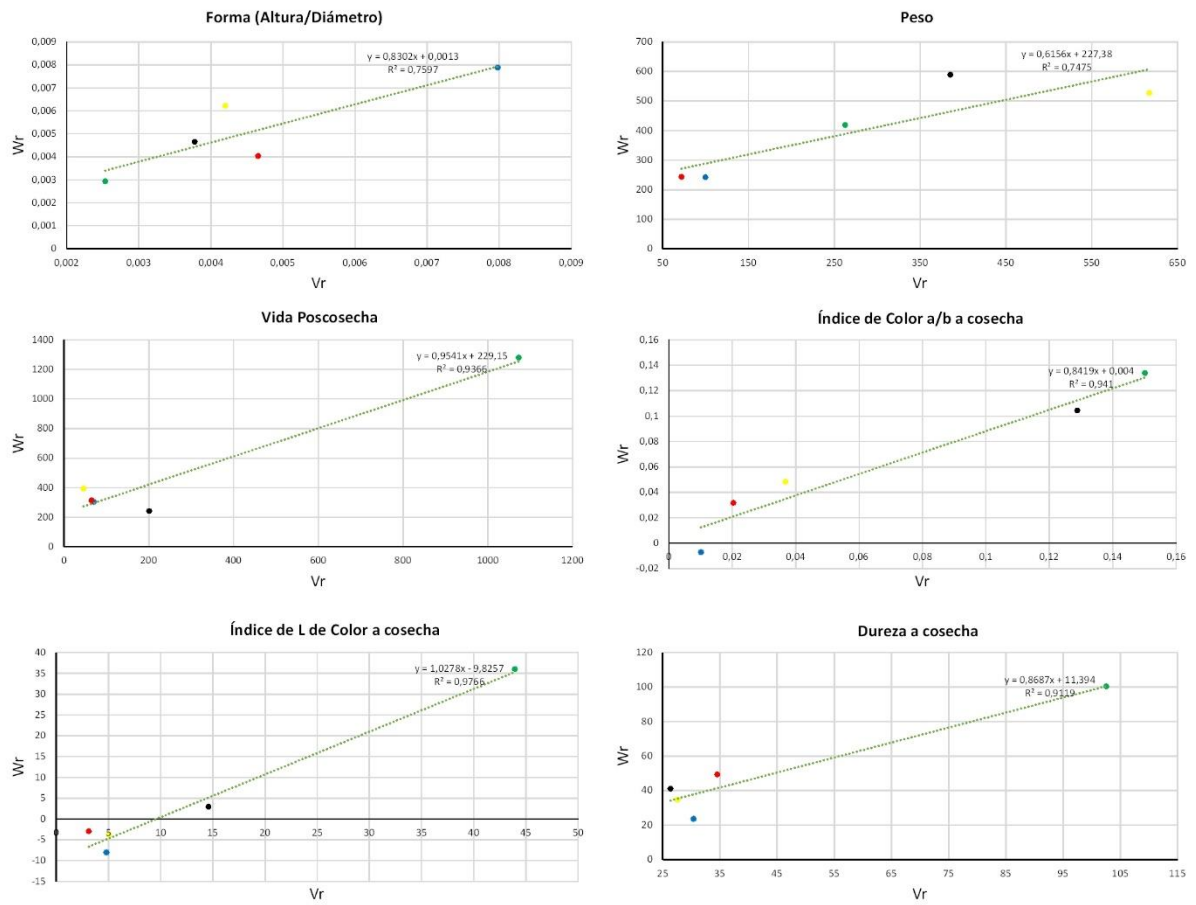 Forma (Altura/Diámetro)
0,009
0,008
0,007
0,006
0,005
0,004
0,003
0,002
0,001
0
Wr
y = 0,8302x + 0,0013
R² = 0,7597
0,002 0,003 0,004 0,005 0,006 0,007 0,008 0,009
Vr
Peso
700
600
500
400
300
200
100
0
Wr
y = 0,6156x + 227,38
R² = 0,7475
50 150 250 350 450 550 650
Vr
Vida Poscosecha
1400
1200
1000
800
600
400
200
0
Wr
y = 0,9541x + 229,15
R² = 0,9366
0 200 400 600 800 1000 1200
Vr
Índice de Color a/b a cosecha
0,16
0,14
0,12
0,1
0,08
0,06
0,04
0,02
0
-0,02
Wr
y = 0,8419x + 0,004
R² = 0,941
0 0,02 0,04 0,06 0,08 0,1 0,12 0,14 0,16
Vr
Índice de L de Color a cosecha
40
35
30
25
20
15
10
5
0
-5
-10
-15
Wr
y = 1,0278x - 9,8257
R² = 0,9766
0 5 10 15 20 25 30 35 40 45 50
Vr
Dureza a cosecha
120
100
80
60
40
20
0
Wr
y = 0,8687x + 11,394
R² = 0,9119
25 35 45 55 65 75 85 95 105 115
Vr